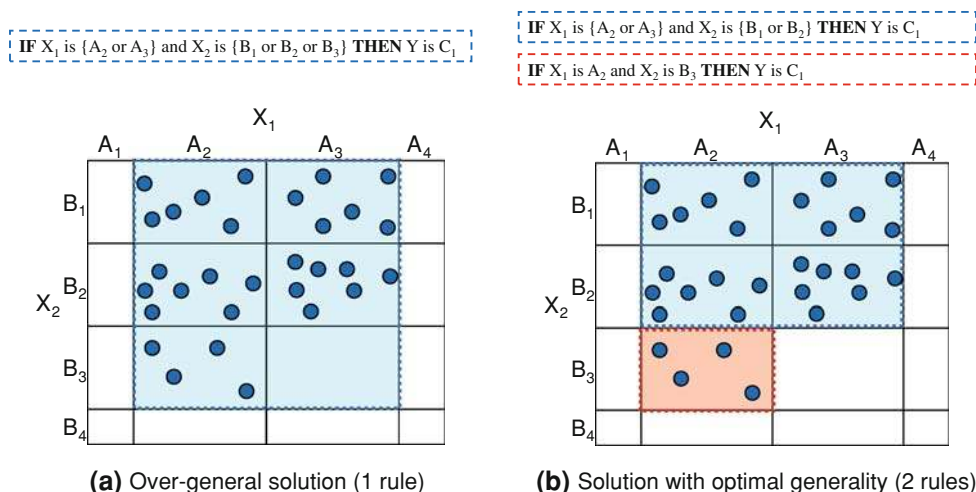 IF X₁ is {A₂ or A₃} and X₂ is {B₁ or B₂ or B₃} THEN Y is C₁
X₁
A₁ A₂ A₃ A₄
B₁
B₂
X₂
B₃
B₄
(a) Over-general solution (1 rule)
IF X₁ is {A₂ or A₃} and X₂ is {B₁ or B₂} THEN Y is C₁
IF X₁ is A₂ and X₂ is B₃ THEN Y is C₁
X₁
A₁ A₂ A₃ A₄
B₁
B₂
X₂
B₃
B₄
(b) Solution with optimal generality (2 rules)